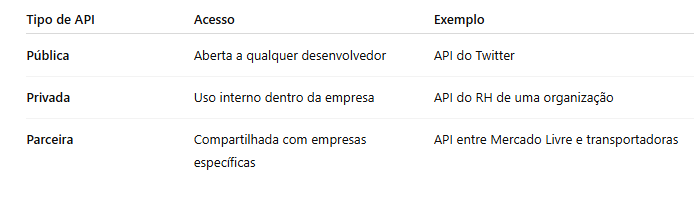 Tipo de API Acesso Exemplo
Pública Aberta a qualquer desenvolvedor API do Twitter
Privada Uso interno dentro da empresa API do RH de uma organização
Parceira Compartilhada com empresas API entre Mercado Livre e transportadoras
específicas